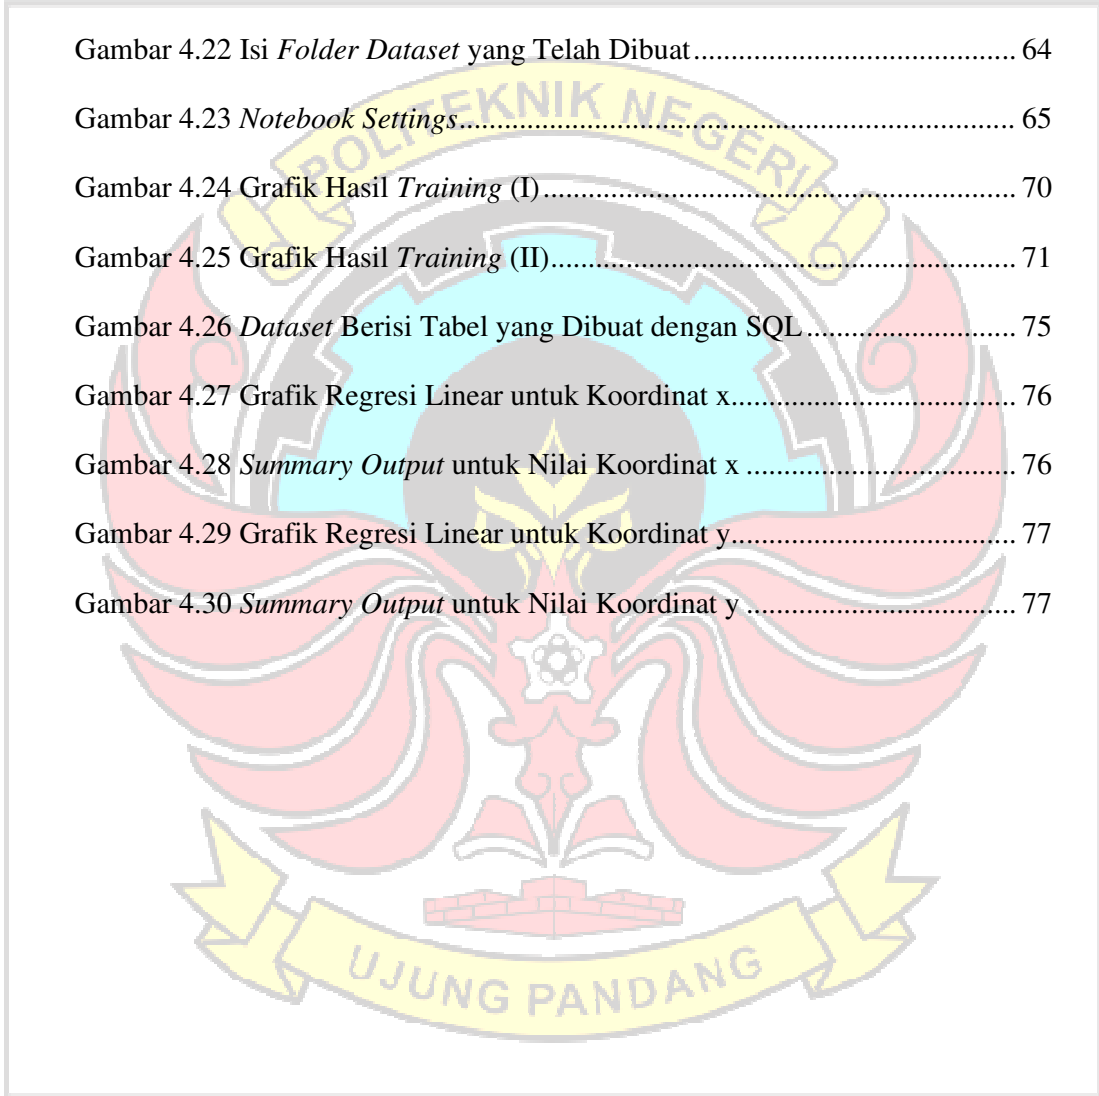 Gambar 4.22 Isi Folder Dataset yang Telah Dibuat ........................................... 64
POLITEKNIK NEGERI
Gambar 4.23 Notebook Settings .......................................................................... 65
Gambar 4.24 Grafik Hasil Training (I) ............................................................... 70
Gambar 4.25 Grafik Hasil Training (II) .............................................................. 71
Gambar 4.26 Dataset Berisi Tabel yang Dibuat dengan SQL ............................ 75
Gambar 4.27 Grafik Regresi Linear untuk Koordinat x ...................................... 76
Gambar 4.28 Summary Output untuk Nilai Koordinat x .................................... 76
Gambar 4.29 Grafik Regresi Linear untuk Koordinat y ...................................... 77
Gambar 4.30 Summary Output untuk Nilai Koordinat y .................................... 77
UJUNG PANDANG